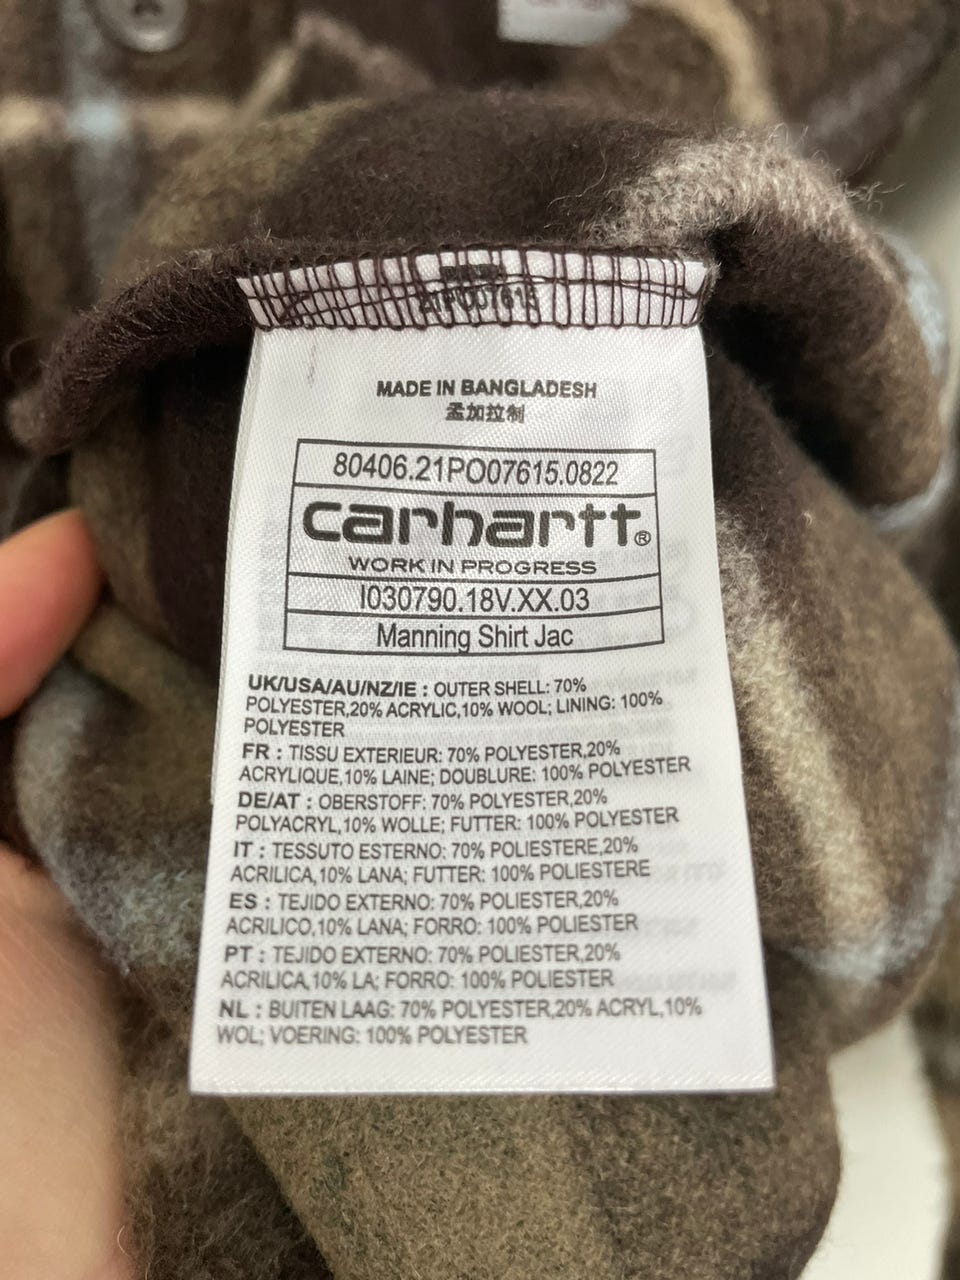 21PO07615
MADE IN BANGLADESH
孟加拉制
80406.21PO07615.0822
carhartt®
WORK IN PROGRESS
I030790.18V.XX.03
Manning Shirt Jac
UK/USA/AU/NZ/IE : OUTER SHELL: 70%
POLYESTER,20% ACRYLIC,10% WOOL; LINING: 100%
POLYESTER
FR : TISSU EXTERIEUR: 70% POLYESTER,20%
ACRYLIQUE,10% LAINE; DOUBLURE: 100% POLYESTER
DE/AT : OBERSTOFF: 70% POLYESTER,20%
POLYACRYL,10% WOLLE; FUTTER: 100% POLYESTER
IT : TESSUTO ESTERNO: 70% POLIESTERE,20%
ACRILICA,10% LANA; FUTTER: 100% POLIESTERE
ES : TEJIDO EXTERNO: 70% POLIESTER,20%
ACRILICO,10% LANA; FORRO: 100% POLIESTER
PT : TEJIDO EXTERNO: 70% POLIESTER,20%
ACRILICA,10% LA; FORRO: 100% POLIESTER
NL : BUITEN LAAG: 70% POLYESTER,20% ACRYL,10%
WOL; VOERING: 100% POLYESTER